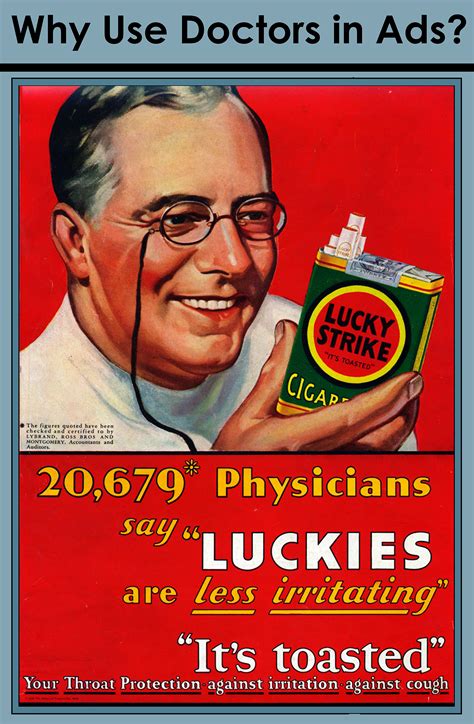 Why Use Doctors in Ads?
LUCKY
STRIKE
"IT'S TOASTED"
CIGAR
* The figures quoted have been
checked and certified to by
LYBRAND, ROSS BROS AND
MONTGOMERY, Accountants and
Auditors.
20,679* Physicians
say "LUCKIES
are less irritating"
"It's toasted"
Your Throat Protection against irritation against cough